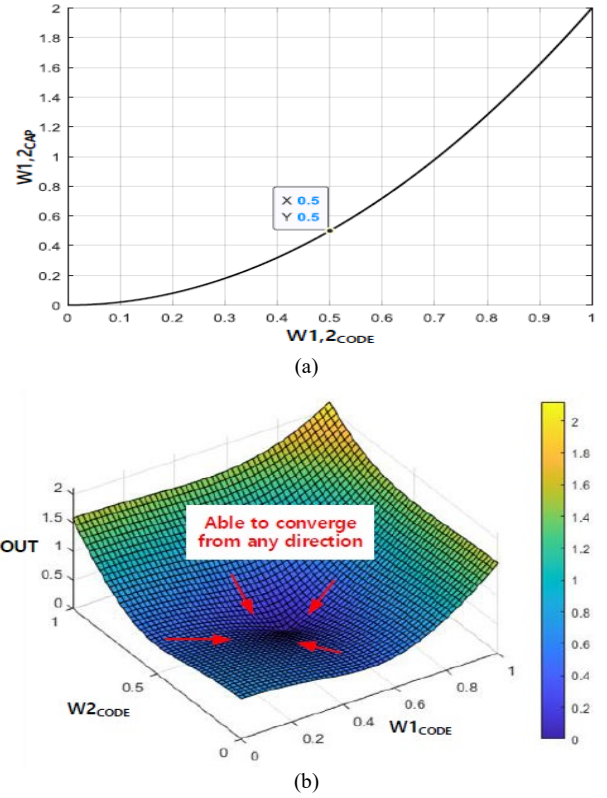 2
1.8
1.6
1.4
1.2
1
0.8
0.6
0.4
0.2
0
W1,2CAP
X 0.5
Y 0.5
0 0.1 0.2 0.3 0.4 0.5 0.6 0.7 0.8 0.9 1
W1,2CODE
(a)
2
1.5
1
0.5
0
OUT
Able to converge
from any direction
1
0.5
0
W2CODE
0 0.2 0.4 0.6 0.8 1
W1CODE
2
1.8
1.6
1.4
1.2
1
0.8
0.6
0.4
0.2
0
(b)